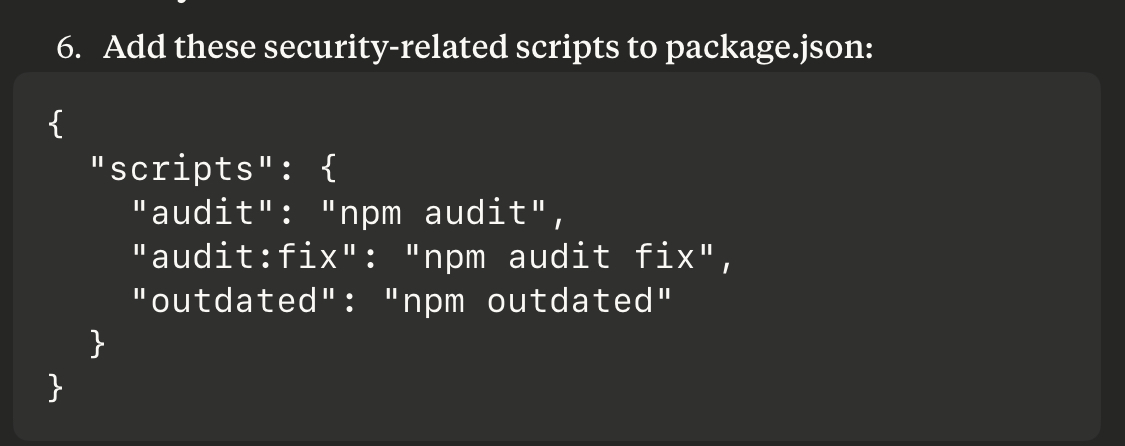 6. Add these security-related scripts to package.json:
{
  "scripts": {
    "audit": "npm audit",
    "audit:fix": "npm audit fix",
    "outdated": "npm outdated"
  }
}